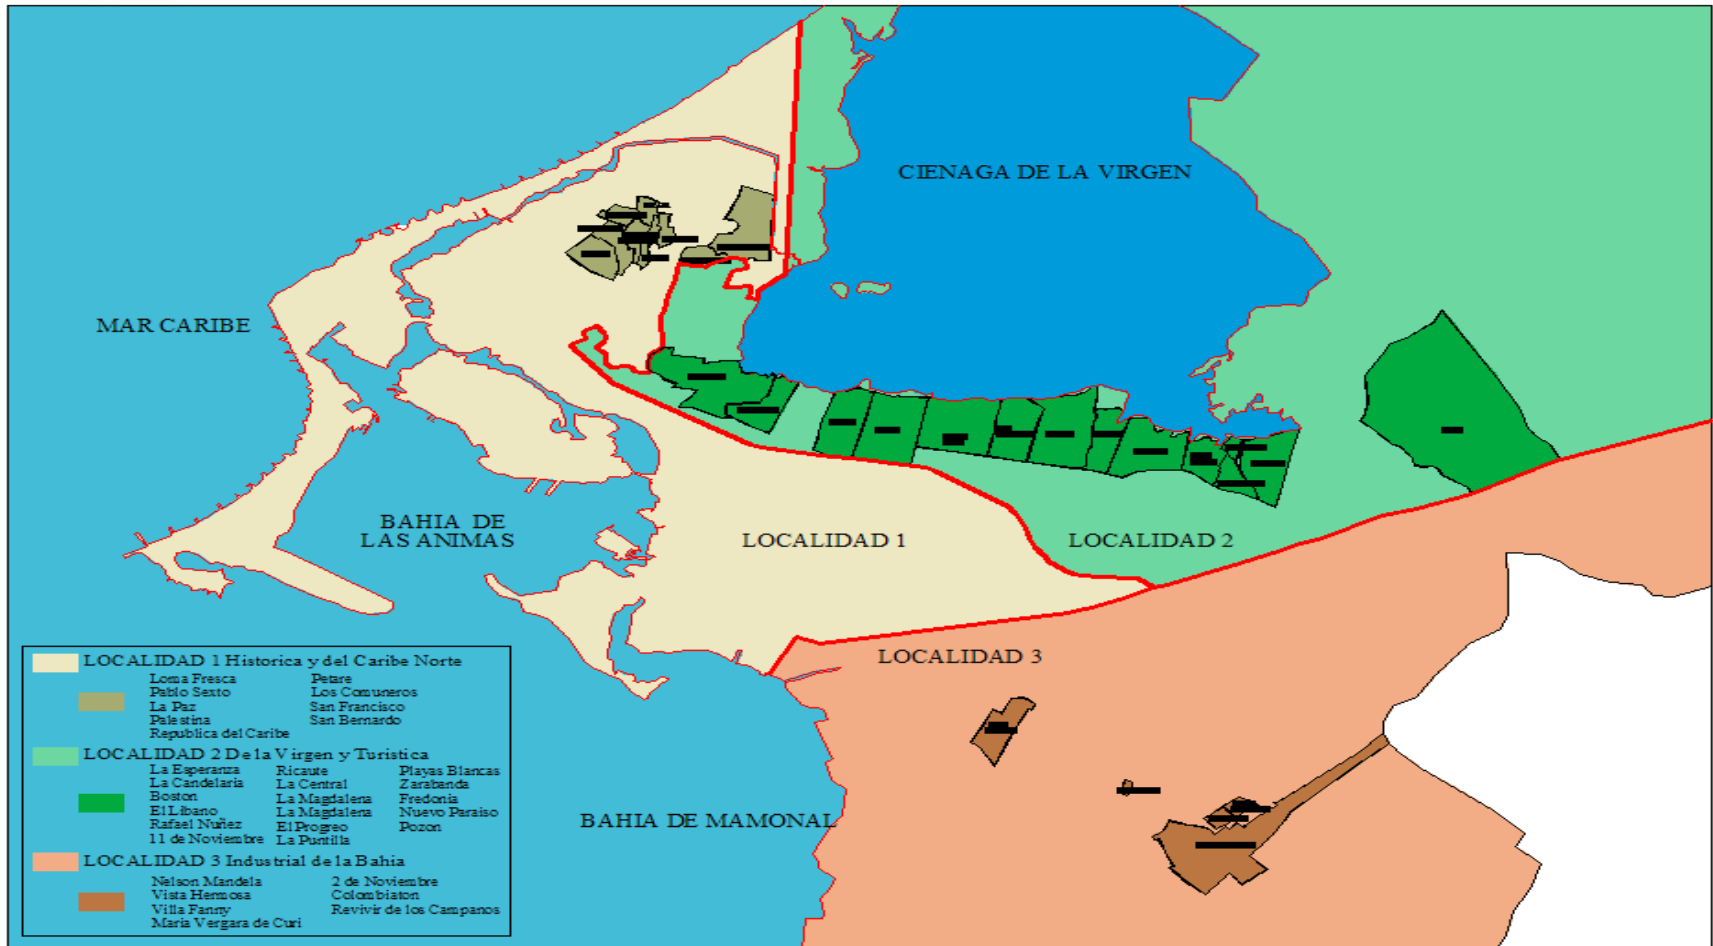 CIENAGA DE LA VIRGEN
MAR CARIBE
BAHIA DE
LAS ANIMAS
LOCALIDAD 1
LOCALIDAD 2
LOCALIDAD 3
BAHIA DE MAMONAL
LOCALIDAD 1 Historica y del Caribe Norte
Loma Fresca Petare
Pablo Sexto Los Comuneros
La Paz San Francisco
Palestina San Bernardo
Republica del Caribe
LOCALIDAD 2 De la Virgen y Turistica
La Esperanza Ricaute Playas Blancas
La Candelaria La Central Zarabanda
Boston La Magdalena Fredonia
El Libano La Magdalena Nuevo Paraiso
Rafael Nuñez El Progreo Pozon
11 de Noviembre La Puntilla
LOCALIDAD 3 Industrial de la Bahia
Nelson Mandela 2 de Noviembre
Vista Hermosa Colombiaton
Villa Fanny Revivir de los Campanos
Maria Vergara de Curi